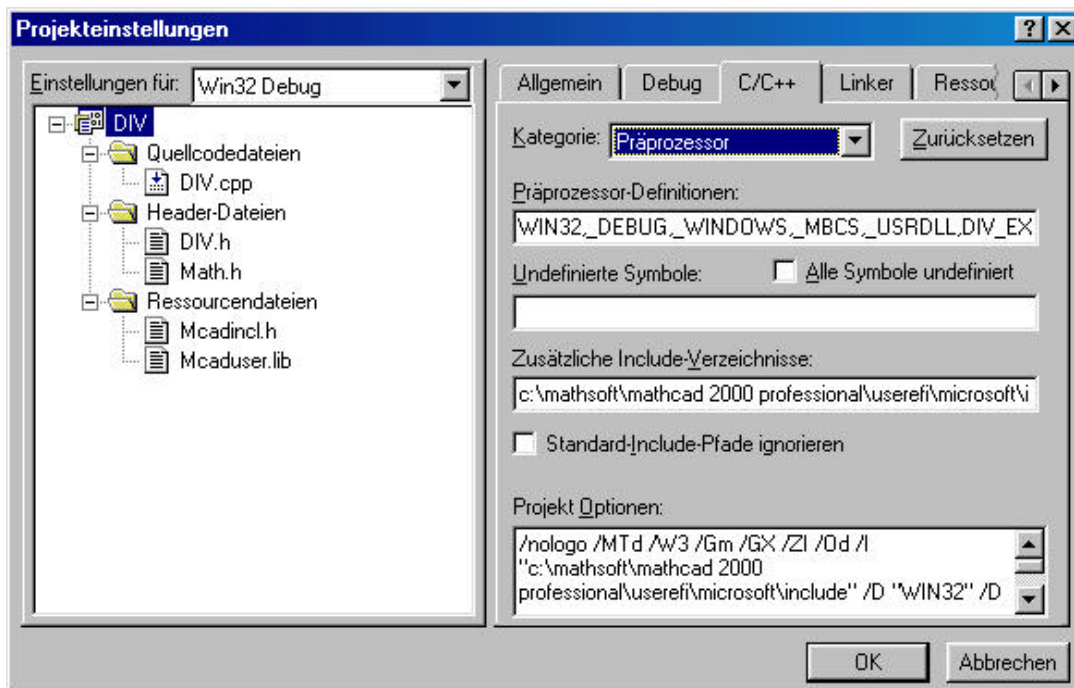 Projekteinstellungen
Einstellungen für: Win32 Debug
DIV
Quellcodedateien
DIV.cpp
Header-Dateien
DIV.h
Math.h
Ressourcendateien
Mcadincl.h
Mcaduser.lib
Allgemein Debug C/C++ Linker
Kategorie: Präprozessor Zurücksetzen
Präprozessor-Definitionen:
WIN32,_DEBUG,_WINDOWS,_MBCS,_USRDLL,DIV_EX
Undefinierte Symbole: Alle Symbole undefiniert
Zusätzliche Include-Verzeichnisse:
c:\mathsoft\mathcad 2000 professional\userefi\microsoft\i
Standard-Include-Pfade ignorieren
Projekt Optionen:
/nologo /MTd /W3 /Gm /GX /ZI /Od /I
"c:\mathsoft\mathcad 2000
professional\userefi\microsoft\include" /D "WIN32" /D
OK Abbrechen